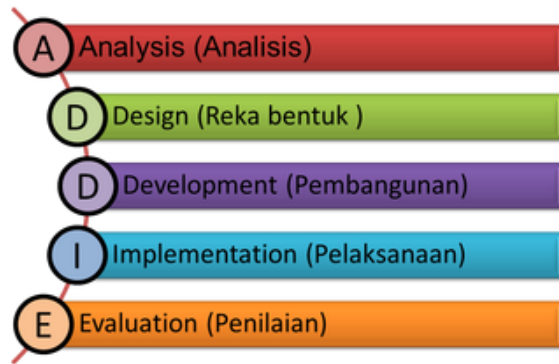 A Analysis (Analisis)
D Design (Reka bentuk )
D Development (Pembangunan)
I Implementation (Pelaksanaan)
E Evaluation (Penilaian)